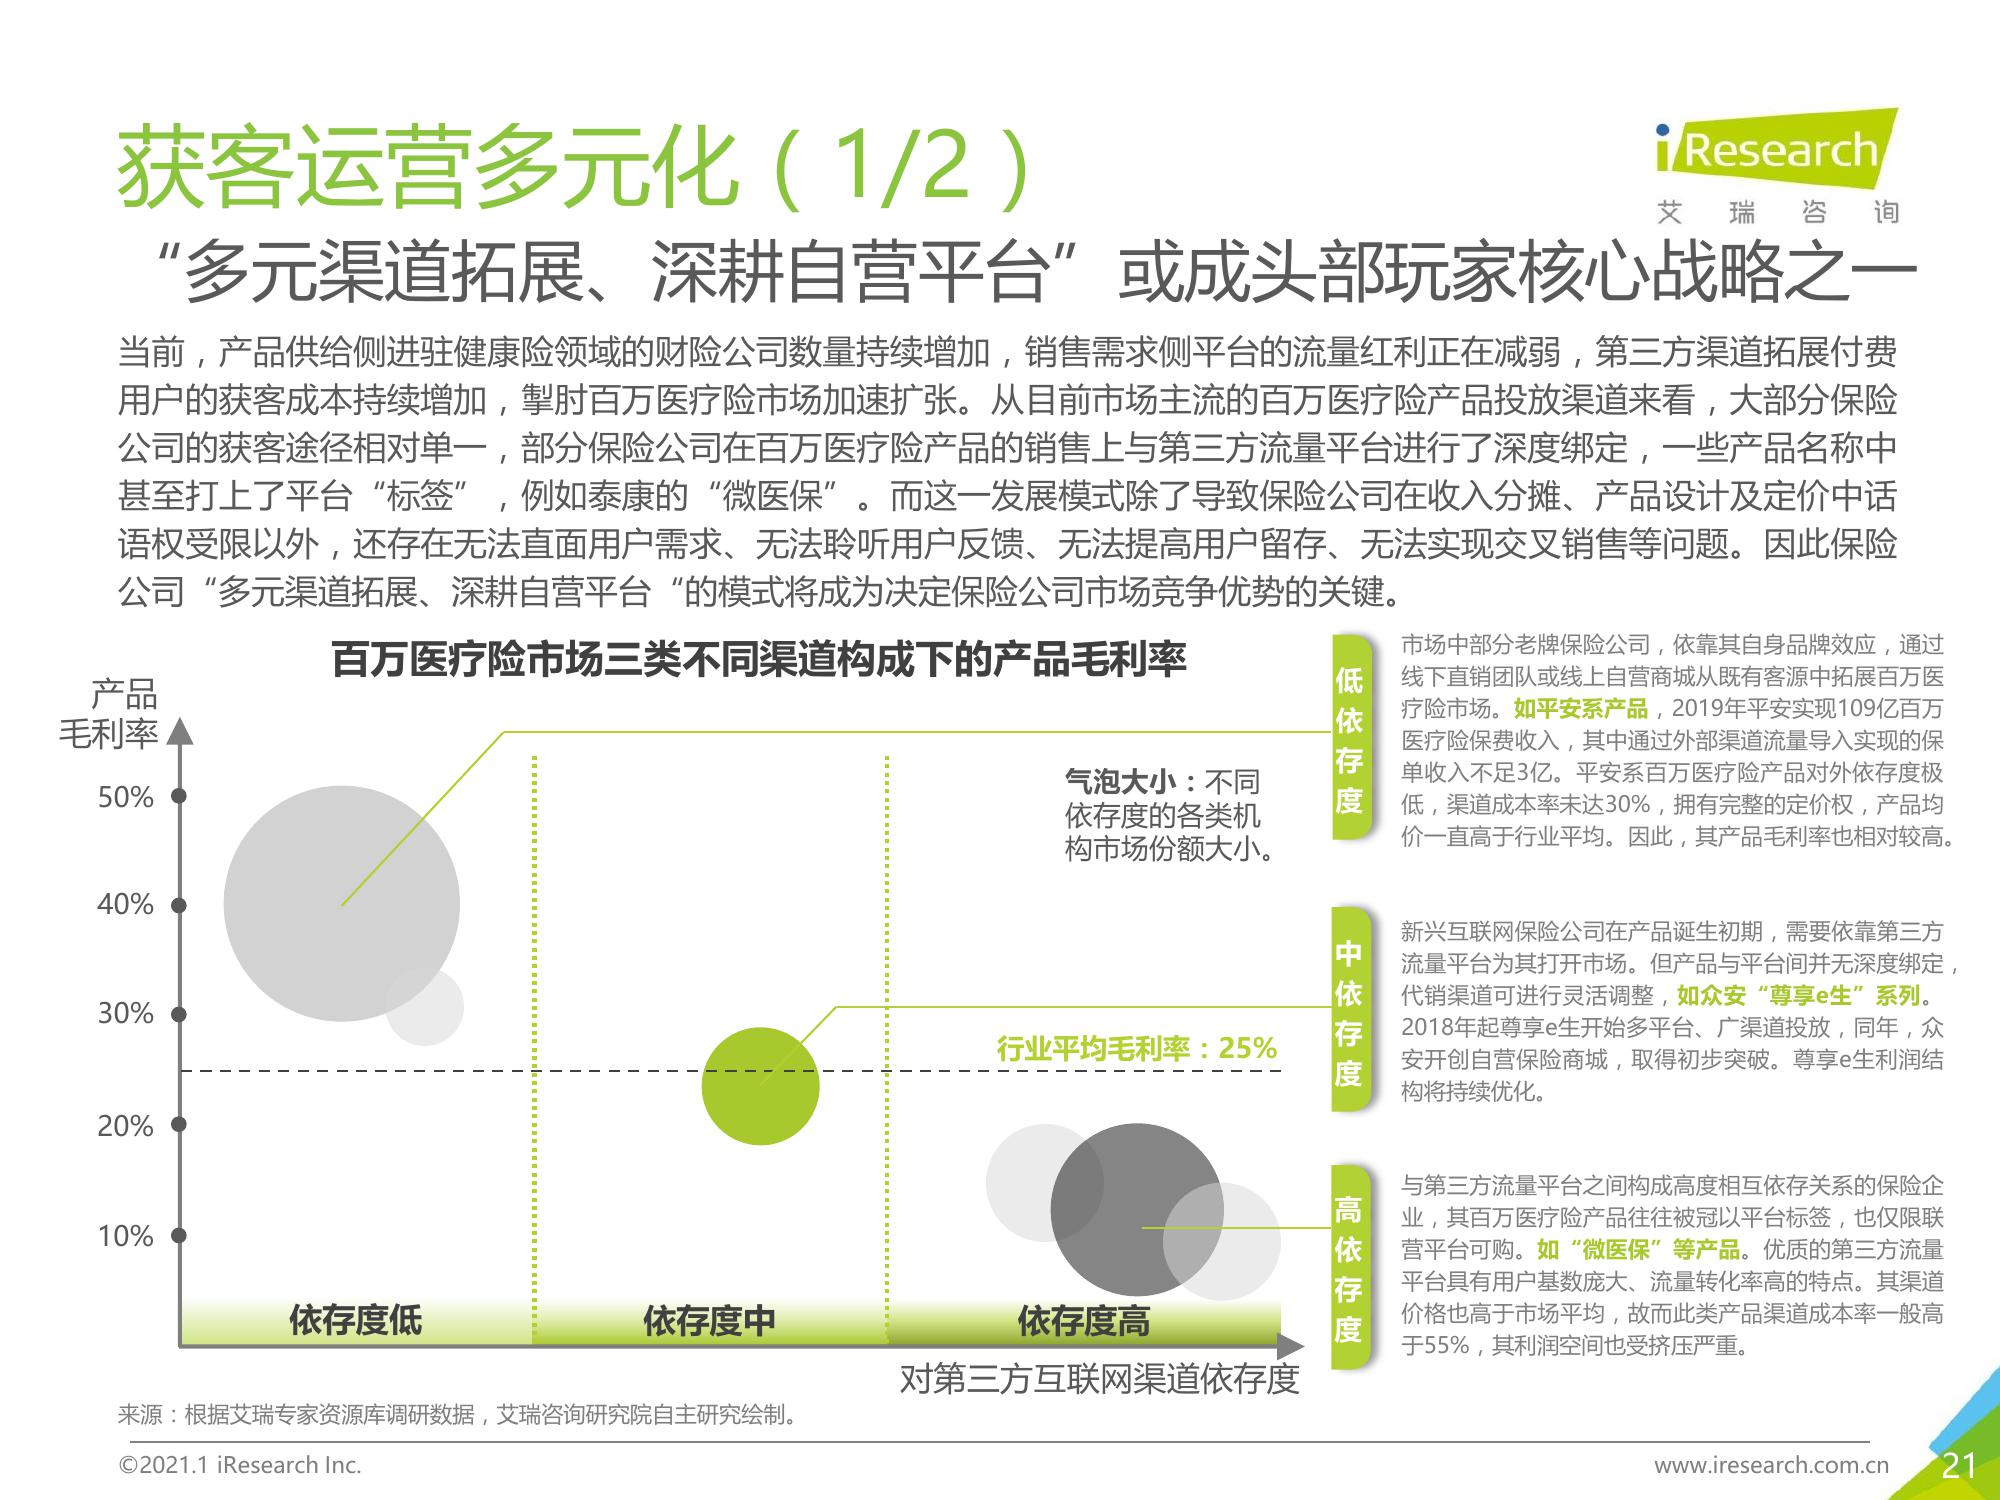 获客运营多元化（1/2）
iResearch
艾瑞咨询
“多元渠道拓展、深耕自营平台”或成头部玩家核心战略之一
当前，产品供给侧进驻健康险领域的财险公司数量持续增加，销售需求侧平台的流量红利正在减弱，第三方渠道拓展付费
用户的获客成本持续增加，掣肘百万医疗险市场加速扩张。从目前市场主流的百万医疗险产品投放渠道来看，大部分保险
公司的获客途径相对单一，部分保险公司在百万医疗险产品的销售上与第三方流量平台进行了深度绑定，一些产品名称中
甚至打上了平台“标签”，例如泰康的“微医保”。而这一发展模式除了导致保险公司在收入分摊、产品设计及定价中话
语权受限以外，还存在无法直面用户需求、无法聆听用户反馈、无法提高用户留存、无法实现交叉销售等问题。因此保险
公司“多元渠道拓展、深耕自营平台“的模式将成为决定保险公司市场竞争优势的关键。
百万医疗险市场三类不同渠道构成下的产品毛利率
产品
毛利率
50%
40%
30%
20%
10%
气泡大小：不同
依存度的各类机
构市场份额大小。
行业平均毛利率：25%
依存度低
依存度中
依存度高
对第三方互联网渠道依存度
低依存度
市场中部分老牌保险公司，依靠其自身品牌效应，通过
线下直销团队或线上自营商城从既有客源中拓展百万医
疗险市场。如平安系产品，2019年平安实现109亿百万
医疗险保费收入，其中通过外部渠道流量导入实现的保
单收入不足3亿。平安系百万医疗险产品对外依存度极
低，渠道成本率未达30%，拥有完整的定价权，产品均
价一直高于行业平均。因此，其产品毛利率也相对较高。
中依存度
新兴互联网保险公司在产品诞生初期，需要依靠第三方
流量平台为其打开市场。但产品与平台间并无深度绑定，
代销渠道可进行灵活调整，如众安“尊享e生”系列。
2018年起尊享e生开始多平台、广渠道投放，同年，众
安开创自营保险商城，取得初步突破。尊享e生利润结
构将持续优化。
高依存度
与第三方流量平台之间构成高度相互依存关系的保险企
业，其百万医疗险产品往往被冠以平台标签，也仅限联
营平台可购。如“微医保”等产品。优质的第三方流量
平台具有用户基数庞大、流量转化率高的特点。其渠道
价格也高于市场平均，故而此类产品渠道成本率一般高
于55%，其利润空间也受挤压严重。
来源：根据艾瑞专家资源库调研数据，艾瑞咨询研究院自主研究绘制。
©2021.1 iResearch Inc.
www.iresearch.com.cn
21